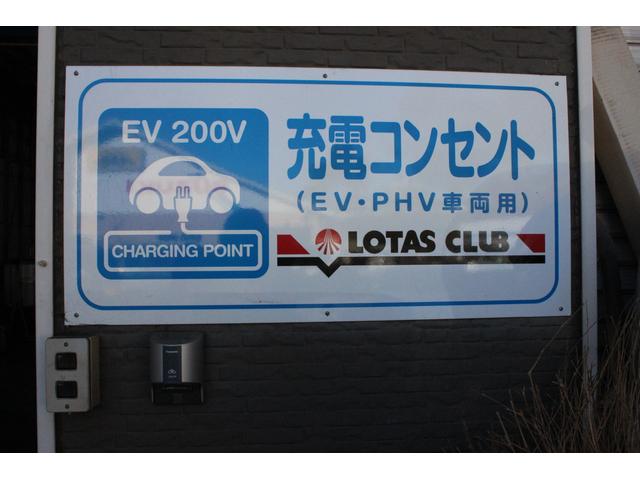 EV 200V
CHARGING POINT
充電コンセント
(EV・PHV車両用)
LOTAS CLUB
Panasonic